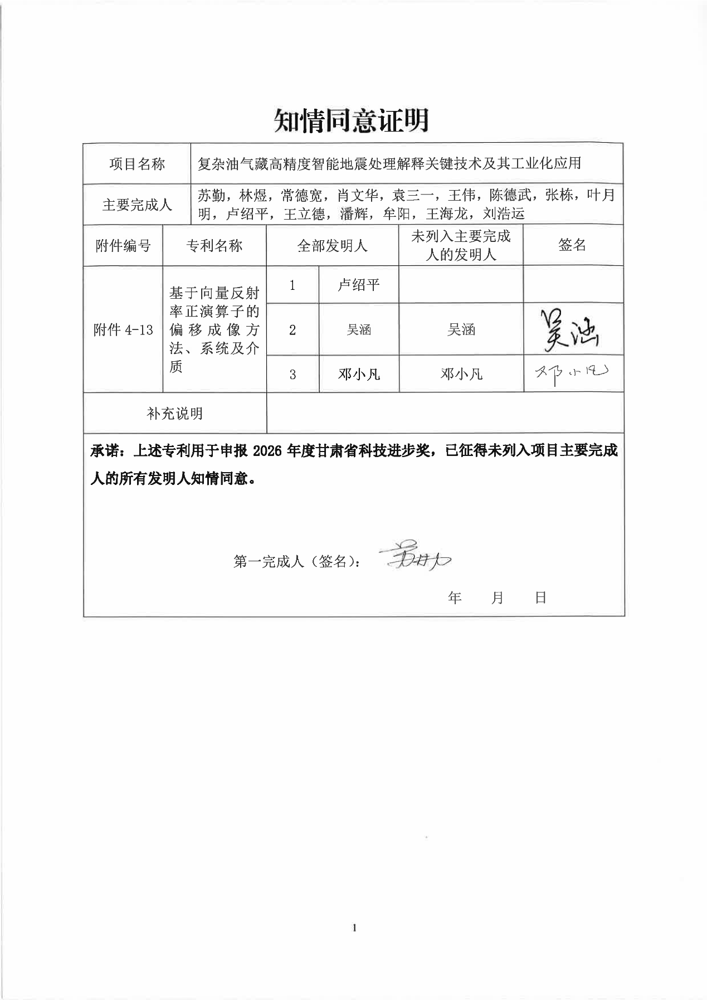 知情同意证明
项目名称
复杂油气藏高精度智能地震处理解释关键技术及其工业化应用
主要完成人
苏勤，林煜，常德宽，肖文华，袁三一，王伟，陈德武，张栋，叶月
明，卢绍平，王立德，潘辉，牟阳，王海龙，刘浩运
附件编号
专利名称
全部发明人
未列入主要完成
人的发明人
签名
附件 4-13
基于向量反射
率正演算子的
偏移成像方
法、系统及介
质
1
卢绍平
2
吴涵
吴涵
吴涵
3
邓小凡
邓小凡
邓小凡
补充说明
承诺：上述专利用于申报 2026 年度甘肃省科技进步奖，已征得未列入项目主要完成
人的所有发明人知情同意。
第一完成人（签名）：
年 月 日
1